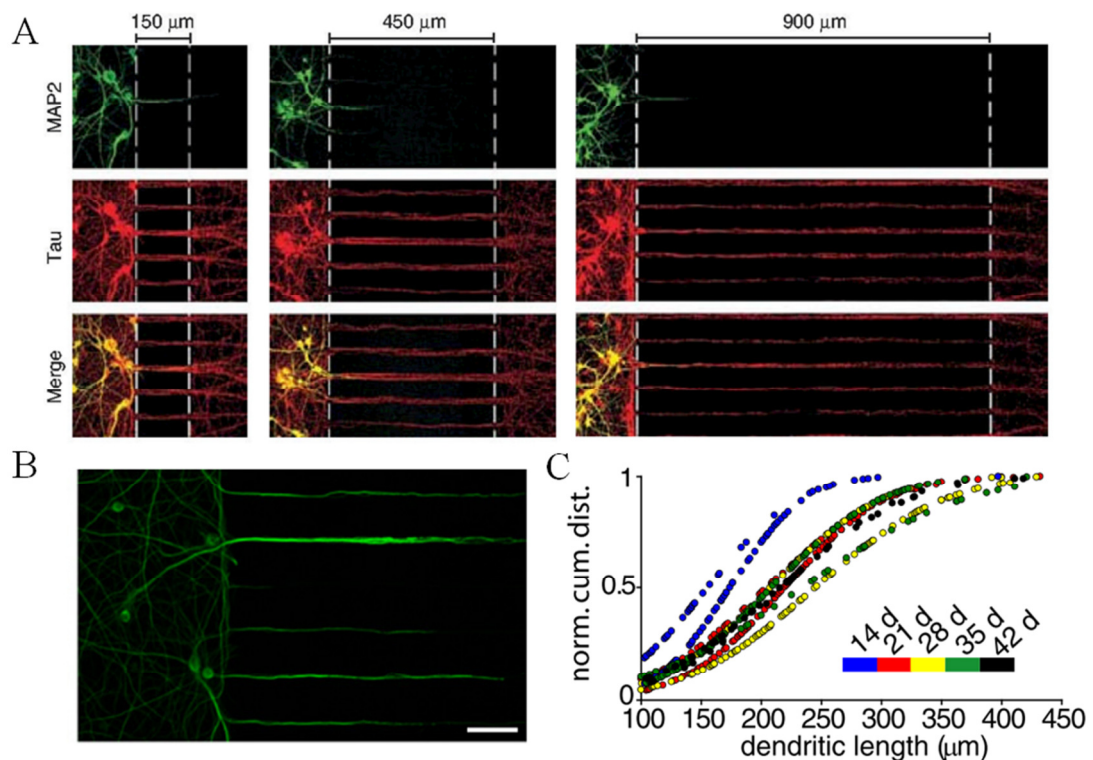 A
150 μm
450 μm
900 μm
MAP2
Tau
Merge
B
C
norm. cum. dist.
1
0.5
0
14 d
21 d
28 d
35 d
42 d
100 150 200 250 300 350 400 450
dendritic length (μm)